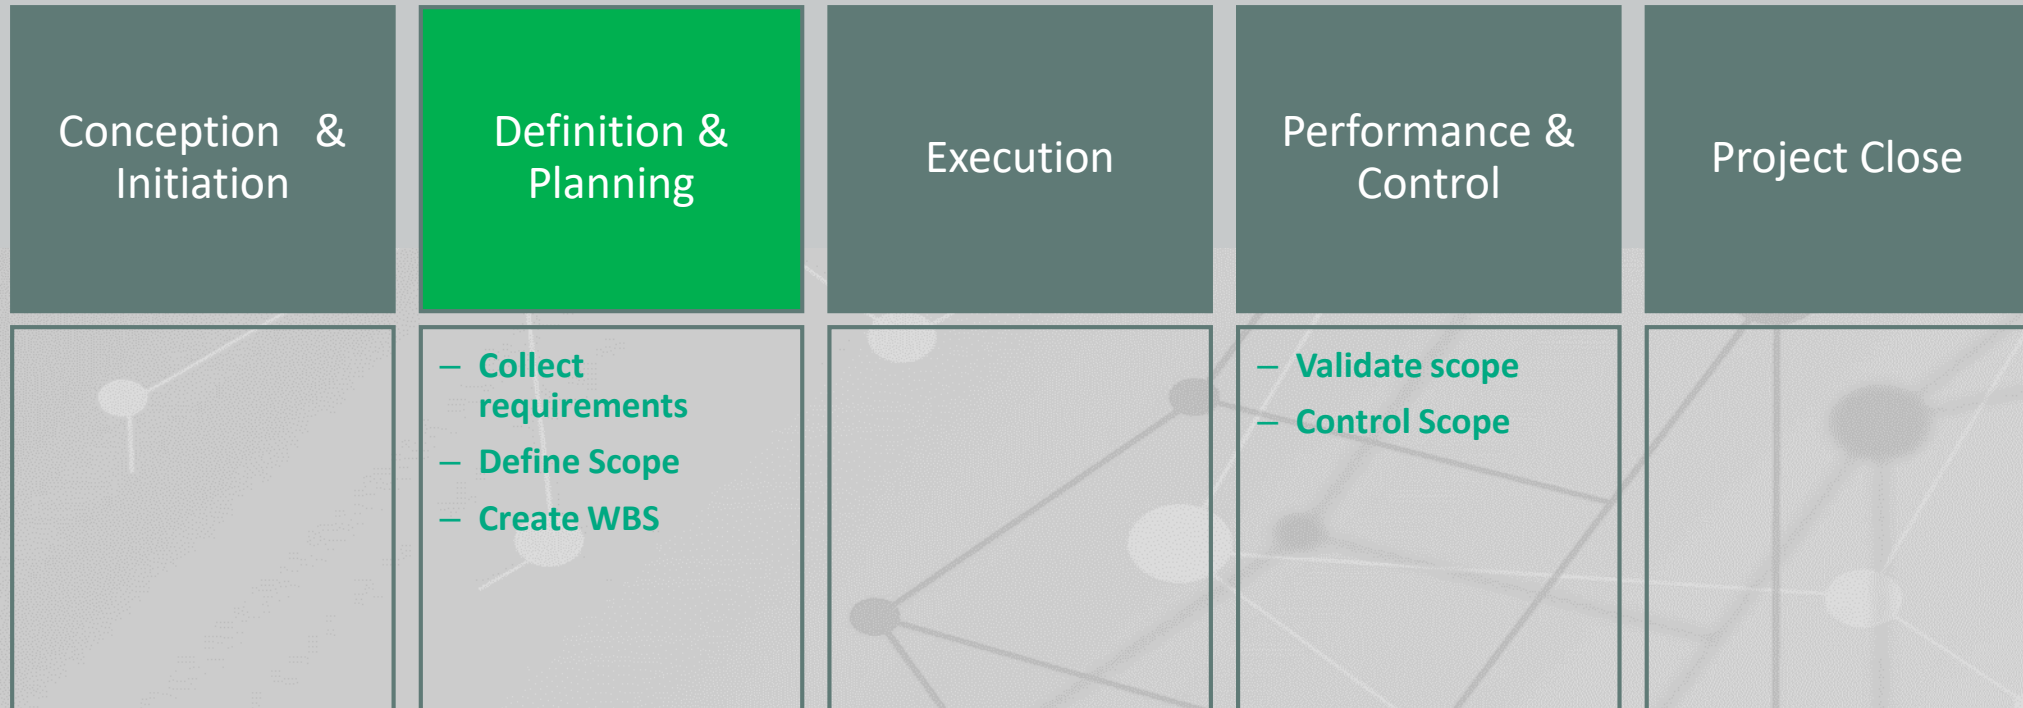 Conception &
Initiation
Definition &
Planning
Execution
Performance &
Control
Project Close
– Collect
requirements
– Define Scope
– Create WBS
– Validate scope
– Control Scope